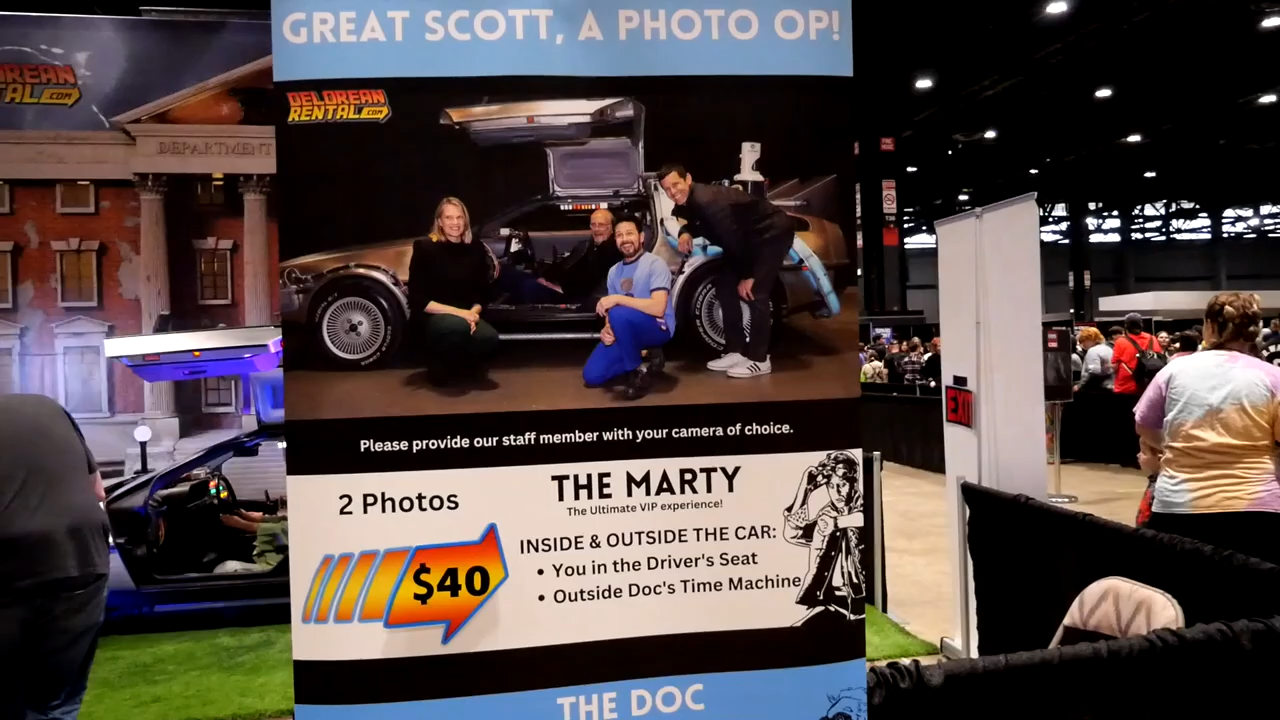 GREAT SCOTT, A PHOTO OP!
DELOREAN
RENTAL.COM
OREAN
TAL.COM
DEPARTMENT
Please provide our staff member with your camera of choice.
2 Photos
$40
THE MARTY
The Ultimate VIP experience!
INSIDE & OUTSIDE THE CAR:
• You in the Driver's Seat
• Outside Doc's Time Machine
THE DOC
EXIT